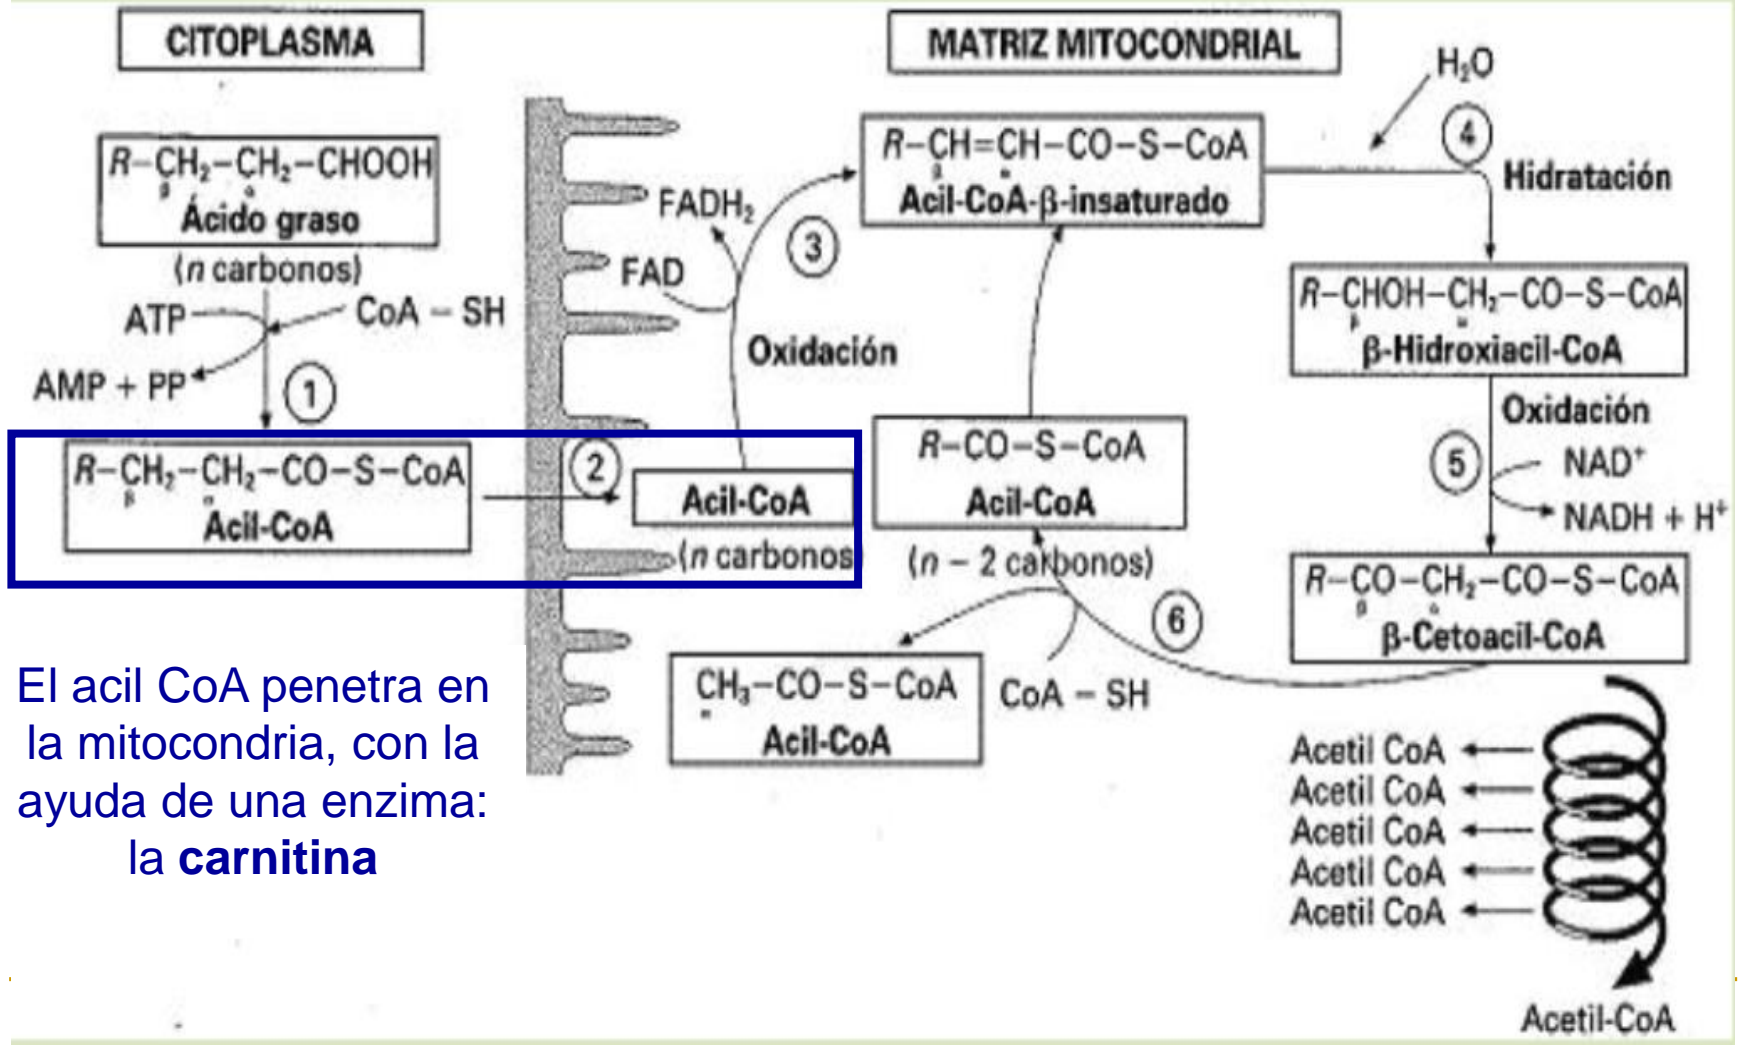 CITOPLASMA
MATRIZ MITOCONDRIAL
R–CH₂–CH₂–CHOOH
β α
Ácido graso
(n carbonos)
ATP
CoA – SH
AMP + PP
1
R–CH₂–CH₂–CO–S–CoA
β α
Acil-CoA
2
Acil-CoA
(n carbonos
FADH₂
FAD
3
Oxidación
R–CH=CH–CO–S–CoA
β α
Acil-CoA-β-insaturado
H₂O
4
Hidratación
R–CHOH–CH₂–CO–S–CoA
β α
β-Hidroxiacil-CoA
Oxidación
5
NAD⁺
NADH + H⁺
R–CO–CH₂–CO–S–CoA
β α
β-Cetoacil-CoA
6
R–CO–S–CoA
Acil-CoA
(n – 2 carbonos)
CH₃–CO–S–CoA
α
Acil-CoA
CoA – SH
Acetil CoA
Acetil CoA
Acetil CoA
Acetil CoA
Acetil CoA
Acetil-CoA
El acil CoA penetra en
la mitocondria, con la
ayuda de una enzima:
la carnitina